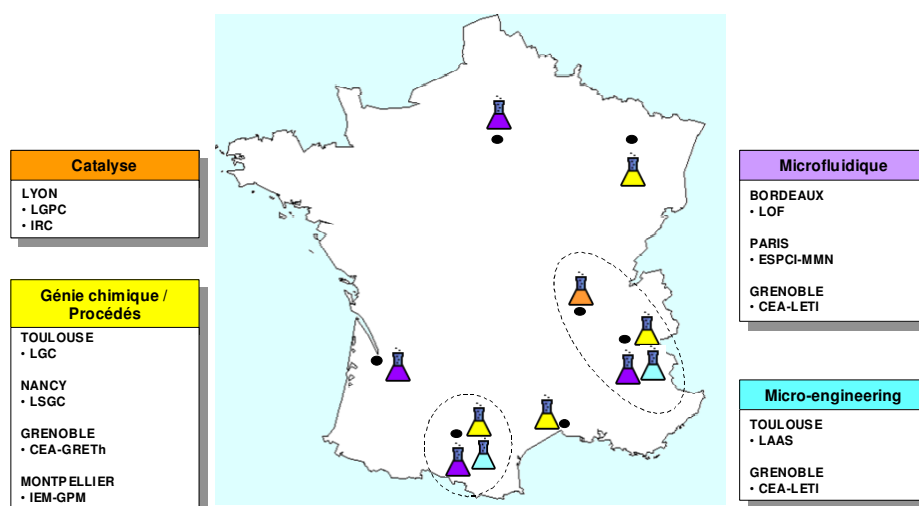 Catalyse
LYON
• LGPC
• IRC
Génie chimique /
Procédés
TOULOUSE
• LGC
NANCY
• LSGC
GRENOBLE
• CEA-GRETh
MONTPELLIER
• IEM-GPM
Microfluidique
BORDEAUX
• LOF
PARIS
• ESPCI-MMN
GRENOBLE
• CEA-LETI
Micro-engineering
TOULOUSE
• LAAS
GRENOBLE
• CEA-LETI